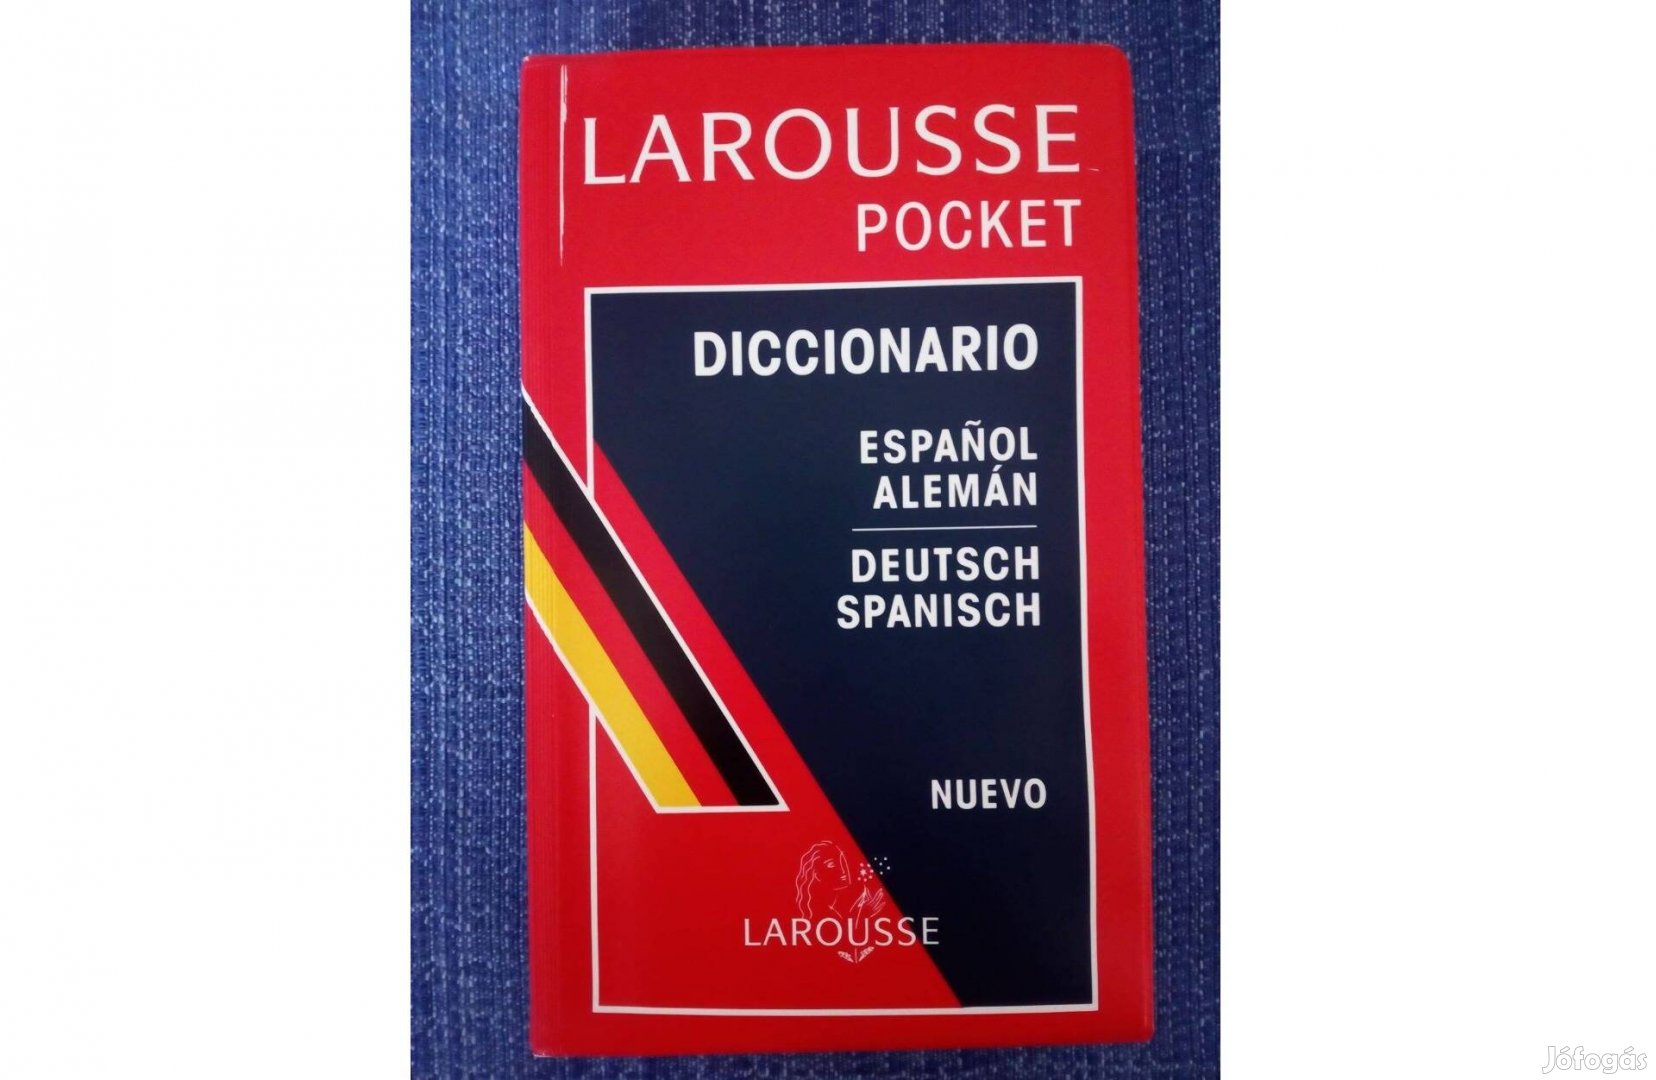 LAROUSSE
POCKET
DICCIONARIO
ESPAÑOL
ALEMÁN
DEUTSCH
SPANISCH
NUEVO
LAROUSSE
Jófogás